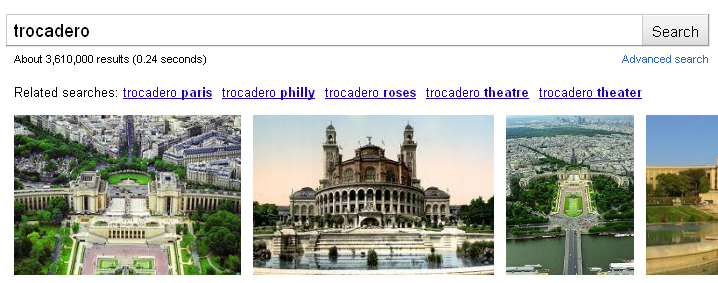 trocadero Search
About 3,610,000 results (0.24 seconds) Advanced search
Related searches: trocadero paris trocadero philly trocadero roses trocadero theatre trocadero theater